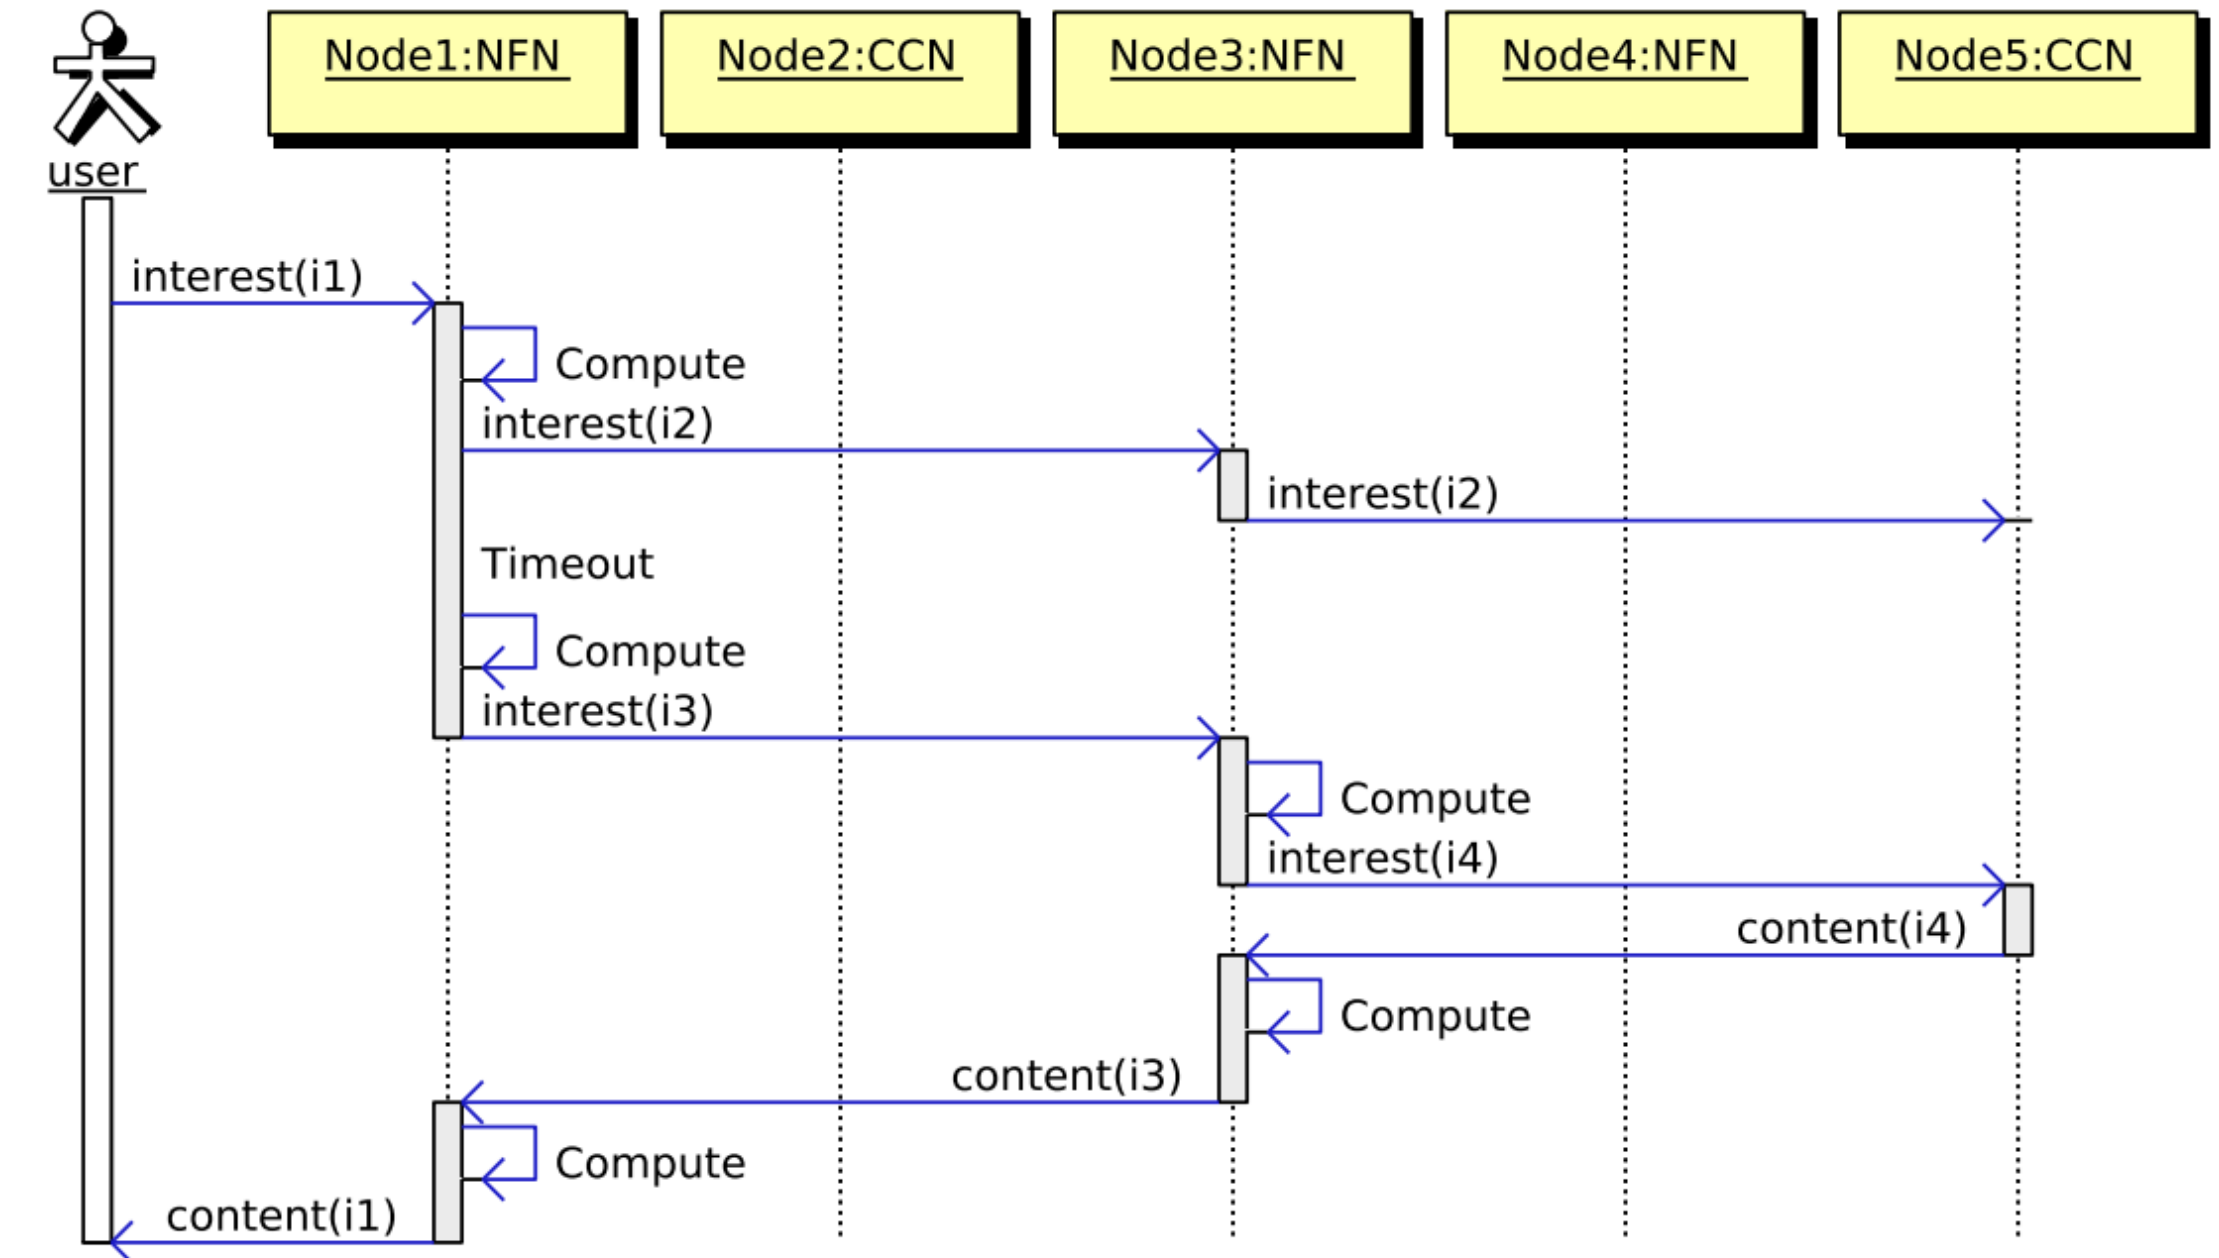 Node1:NFN
Node2:CCN
Node3:NFN
Node4:NFN
Node5:CCN
user
interest(i1)
Compute
interest(i2)
interest(i2)
Timeout
Compute
interest(i3)
Compute
interest(i4)
content(i4)
Compute
content(i3)
Compute
content(i1)